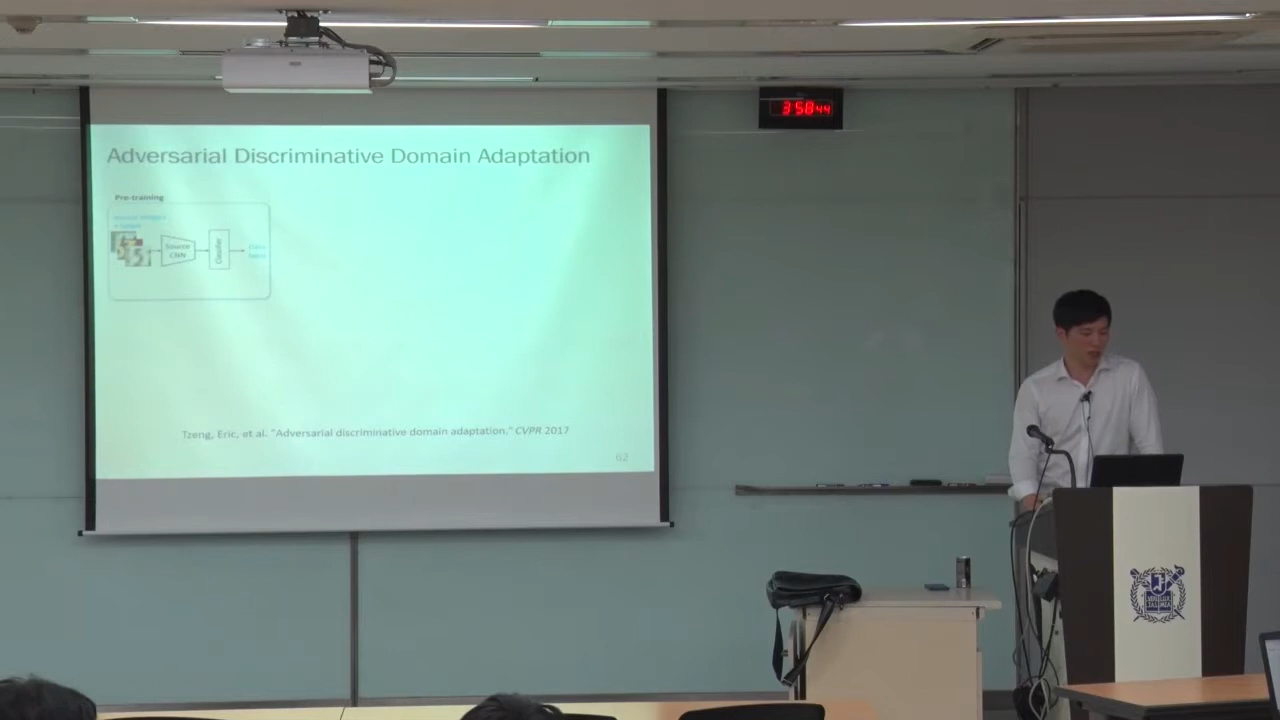 3:58 44
Adversarial Discriminative Domain Adaptation
Pre-training
Source
CNN
Classifier
Tzeng, Eric, et al. "Adversarial discriminative domain adaptation." CVPR 2017
62